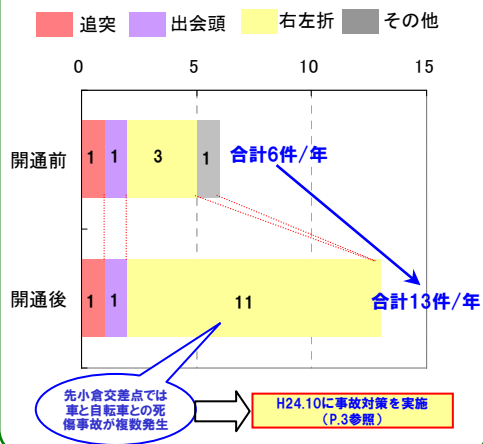 追突 出会頭 右左折 その他
0 5 10 15
開通前 1 1 3 1 合計6件/年
開通後 1 1 11 合計13件/年
先小倉交差点では
車と自転車との死
傷事故が複数発生
H24.10に事故対策を実施
（P.3参照）